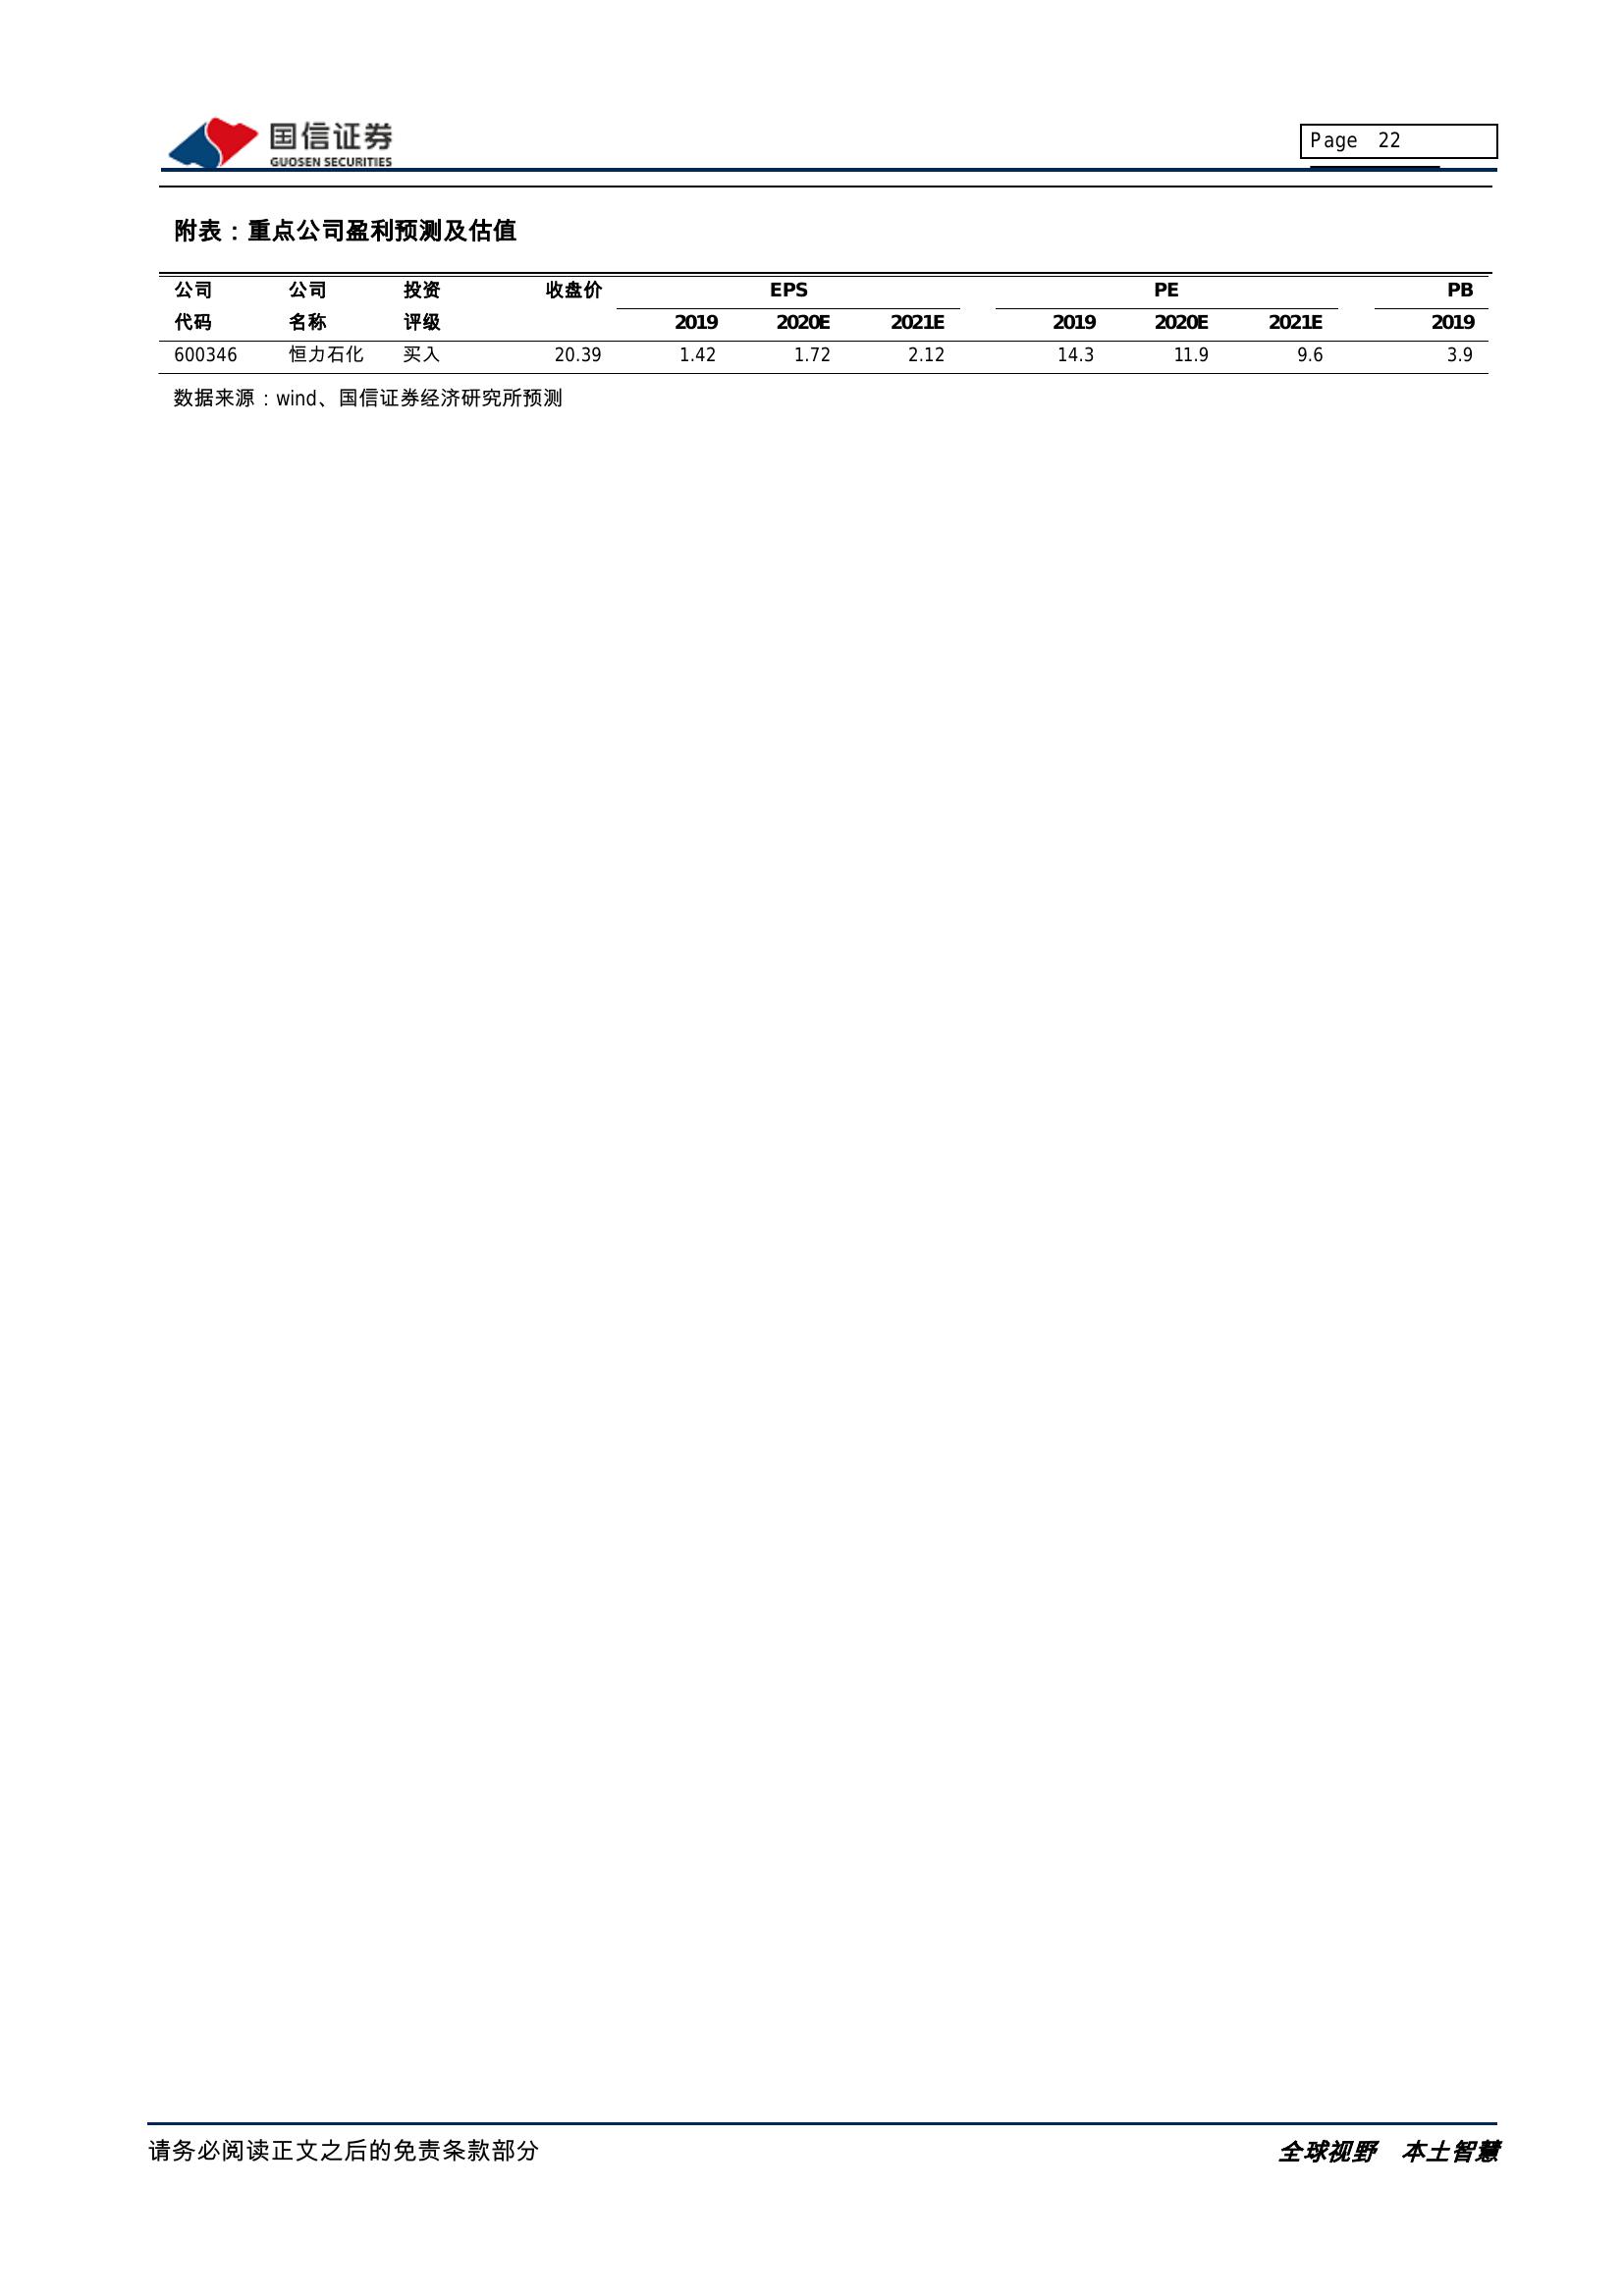 国信证券
GUOSEN SECURITIES
Page 22
附表：重点公司盈利预测及估值
公司 公司 投资 收盘价 EPS PE PB
代码 名称 评级 2019 2020E 2021E 2019 2020E 2021E 2019
600346 恒力石化 买入 20.39 1.42 1.72 2.12 14.3 11.9 9.6 3.9
数据来源：wind、国信证券经济研究所预测
请务必阅读正文之后的免责条款部分 全球视野 本土智慧